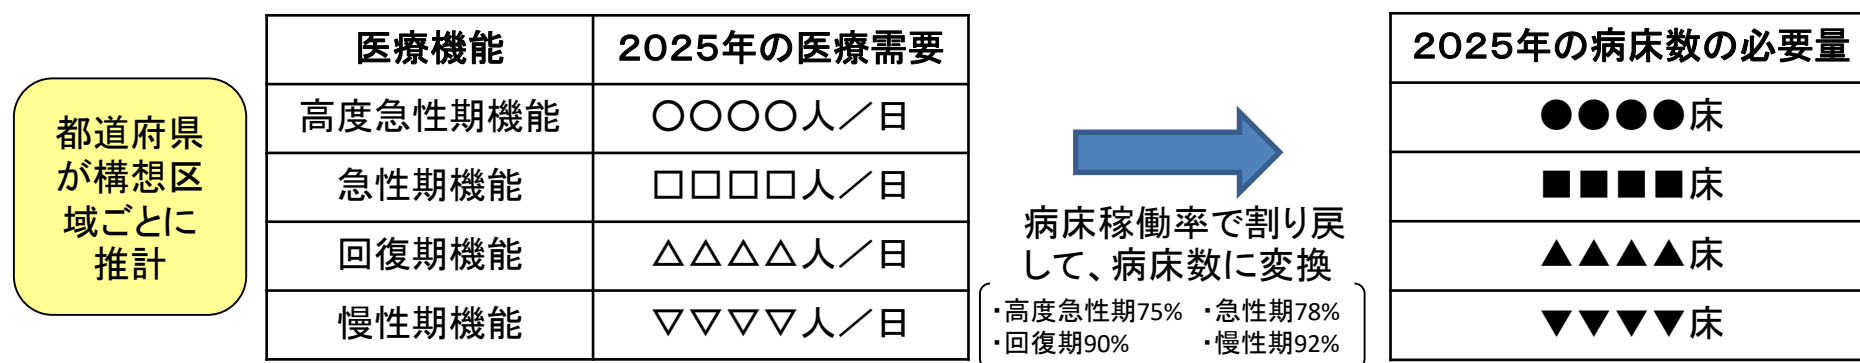 都道府県
が構想区
域ごとに
推計
医療機能 2025年の医療需要
高度急性期機能 〇〇〇〇人／日
急性期機能 □□□□人／日
回復期機能 △△△△人／日
慢性期機能 ▽▽▽▽人／日
病床稼働率で割り戻
して、病床数に変換
・高度急性期75% ・急性期78%
・回復期90% ・慢性期92%
2025年の病床数の必要量
●●●●床
■■■■床
▲▲▲▲床
▼▼▼▼床